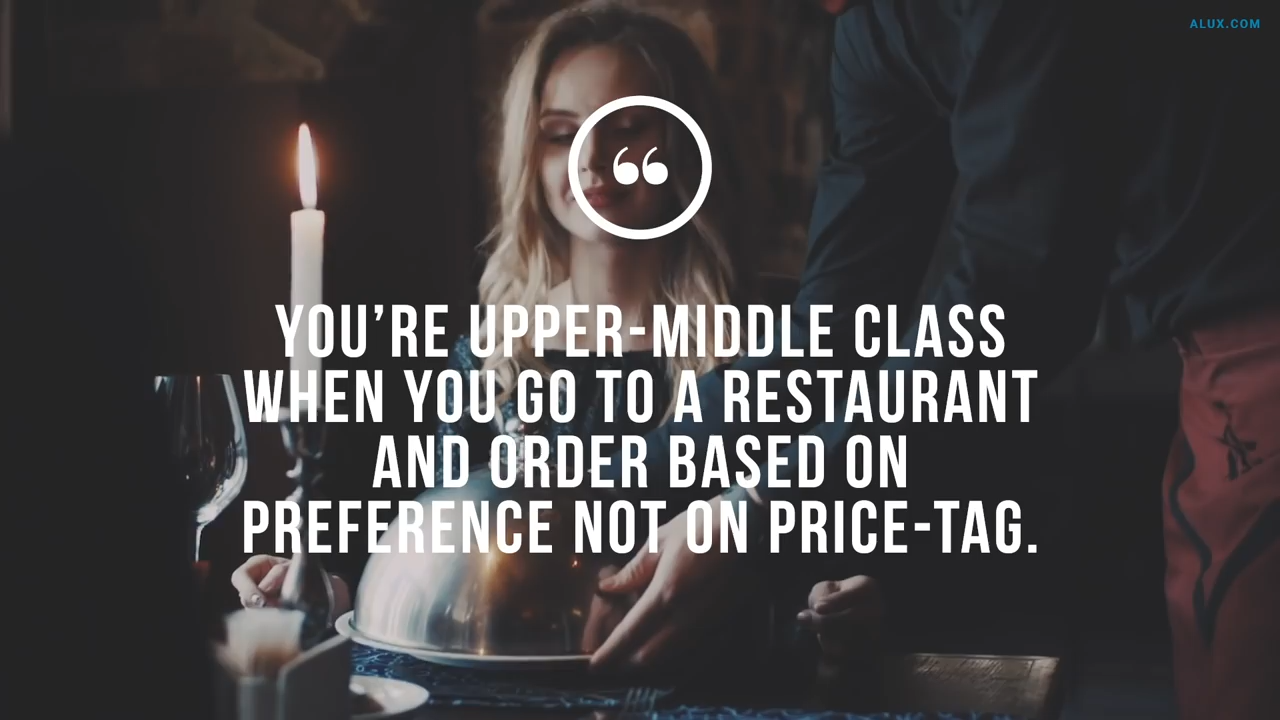 ALUX.COM
“
YOU’RE UPPER-MIDDLE CLASS
WHEN YOU GO TO A RESTAURANT
AND ORDER BASED ON
PREFERENCE NOT ON PRICE-TAG.